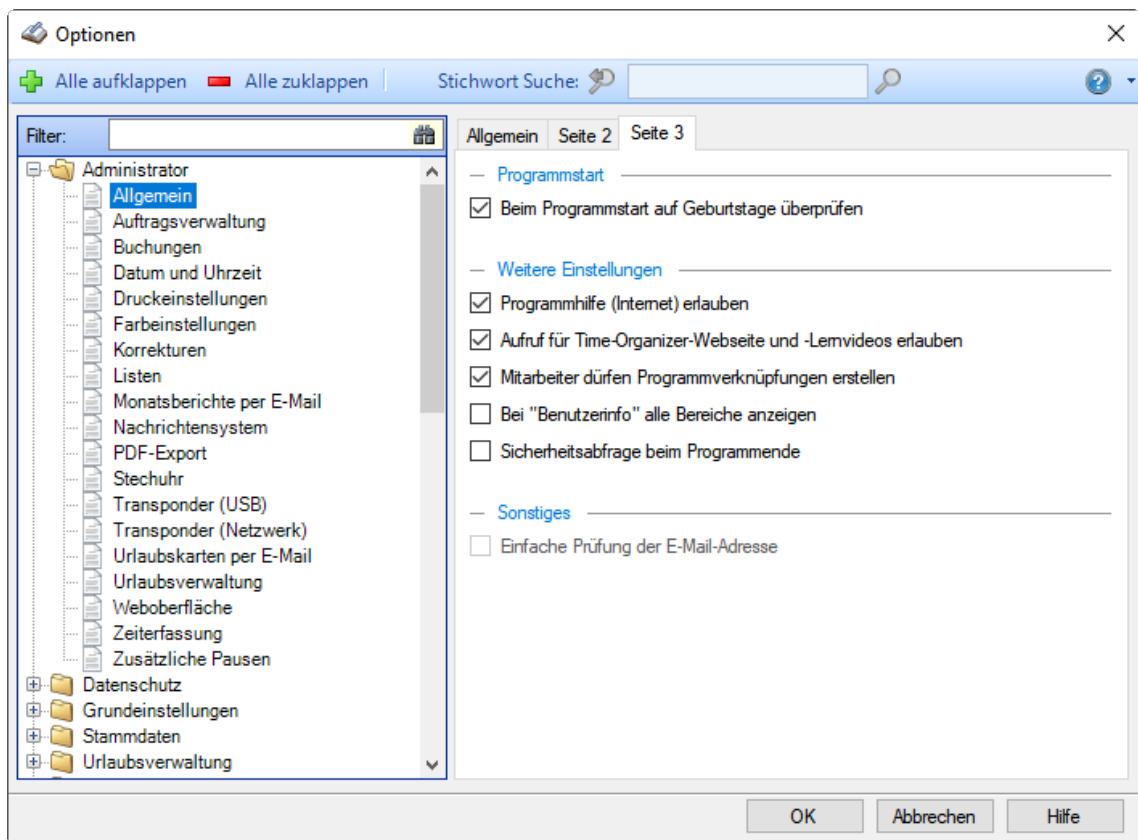 Optionen
Alle aufklappen Alle zuklappen Stichwort Suche:
Filter:
Administrator
Allgemein
Auftragsverwaltung
Buchungen
Datum und Uhrzeit
Druckeinstellungen
Farbeinstellungen
Korrekturen
Listen
Monatsberichte per E-Mail
Nachrichtensystem
PDF-Export
Stechuhr
Transponder (USB)
Transponder (Netzwerk)
Urlaubskarten per E-Mail
Urlaubsverwaltung
Weboberfläche
Zeiterfassung
Zusätzliche Pausen
Datenschutz
Grundeinstellungen
Stammdaten
Urlaubsverwaltung
Allgemein Seite 2 Seite 3
Programmstart
Beim Programmstart auf Geburtstage überprüfen
Weitere Einstellungen
Programmhilfe (Internet) erlauben
Aufruf für Time-Organizer-Webseite und -Lernvideos erlauben
Mitarbeiter dürfen Programmverknüpfungen erstellen
Bei "Benutzerinfo" alle Bereiche anzeigen
Sicherheitsabfrage beim Programmende
Sonstiges
Einfache Prüfung der E-Mail-Adresse
OK Abbrechen Hilfe